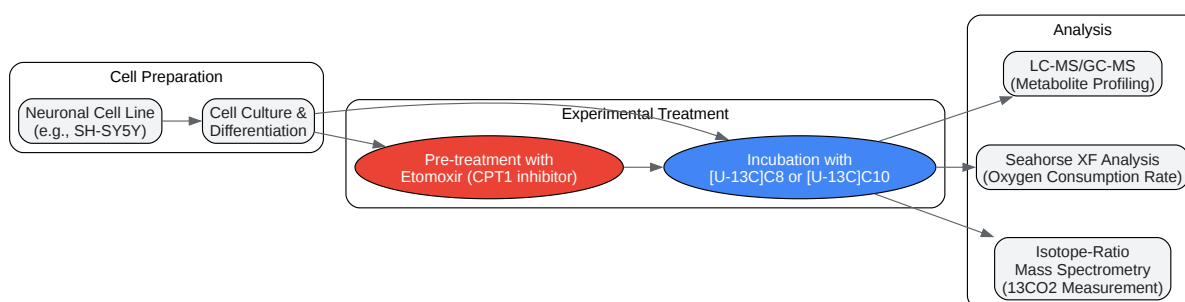 Cell Preparation
Neuronal Cell Line
(e.g., SH-SY5Y)
Cell Culture &
Differentiation
Experimental Treatment
Pre-treatment with
Etomoxir (CPT1 inhibitor)
Incubation with
[U-13C]C8 or [U-13C]C10
Analysis
LC-MS/GC-MS
(Metabolite Profiling)
Seahorse XF Analysis
(Oxygen Consumption Rate)
Isotope-Ratio
Mass Spectrometry
(13CO2 Measurement)